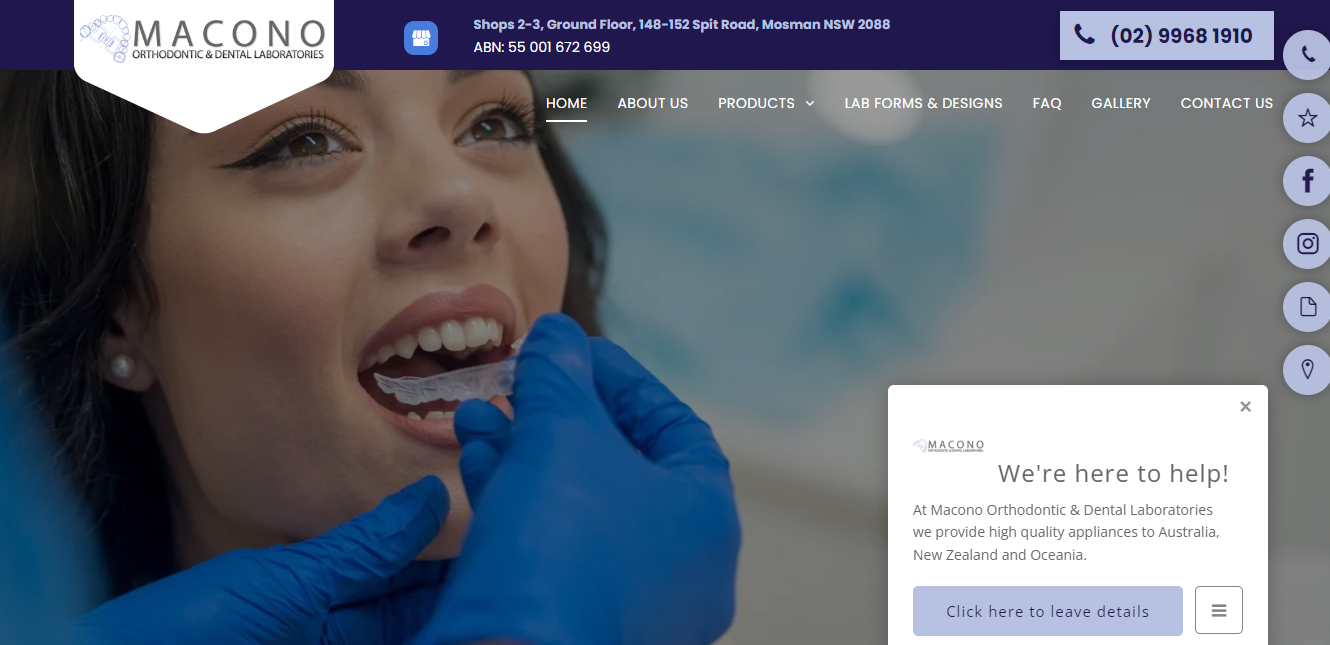 MACONO
ORTHODONTIC & DENTAL LABORATORIES
Shops 2-3, Ground Floor, 148-152 Spit Road, Mosman NSW 2088
ABN: 55 001 672 699
(02) 9968 1910
HOME ABOUT US PRODUCTS LAB FORMS & DESIGNS FAQ GALLERY CONTACT US
MACONO
ORTHODONTIC & DENTAL LABORATORIES
We're here to help!
At Macono Orthodontic & Dental Laboratories
we provide high quality appliances to Australia,
New Zealand and Oceania.
Click here to leave details